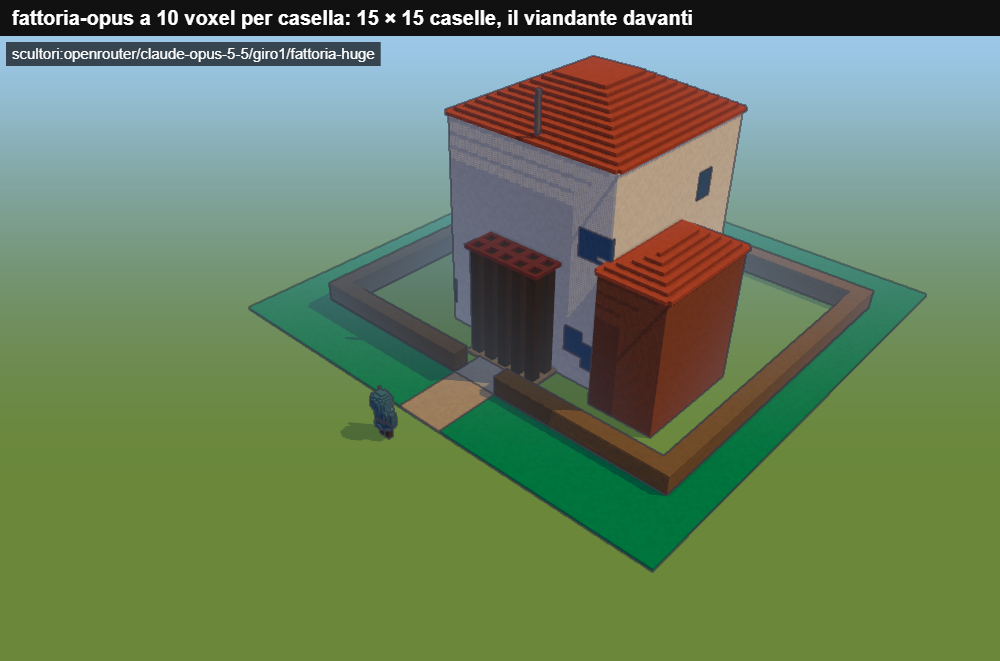 fattoria-opus a 10 voxel per casella: 15 × 15 caselle, il viandante davanti
scultori:openrouter/claude-opus-5-5/giro1/fattoria-huge